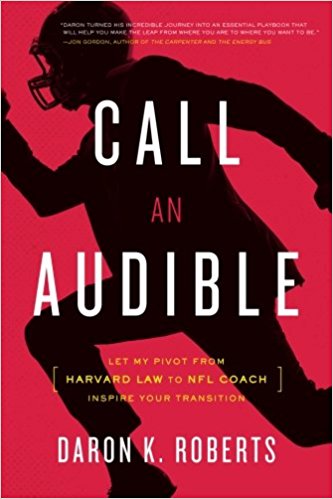 "DARON TURNED HIS INCREDIBLE JOURNEY INTO AN ESSENTIAL PLAYBOOK THAT
WILL HELP YOU MAKE THE LEAP FROM WHERE YOU ARE TO WHERE YOU WANT TO BE."
—JON GORDON, AUTHOR OF THE CARPENTER AND THE ENERGY BUS
CALL
AN
AUDIBLE
LET MY PIVOT FROM
[ HARVARD LAW TO NFL COACH ]
INSPIRE YOUR TRANSITION
DARON K. ROBERTS